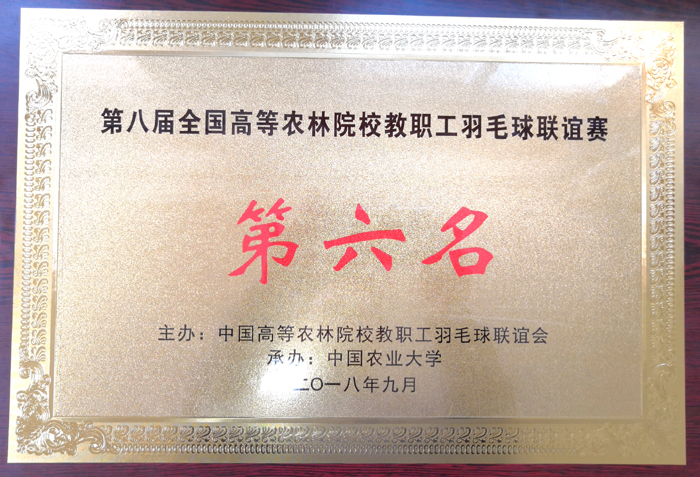 第八届全国高等农林院校教职工羽毛球联谊赛
第六名
主办：中国高等农林院校教职工羽毛球联谊会
承办：中国农业大学
二〇一八年九月